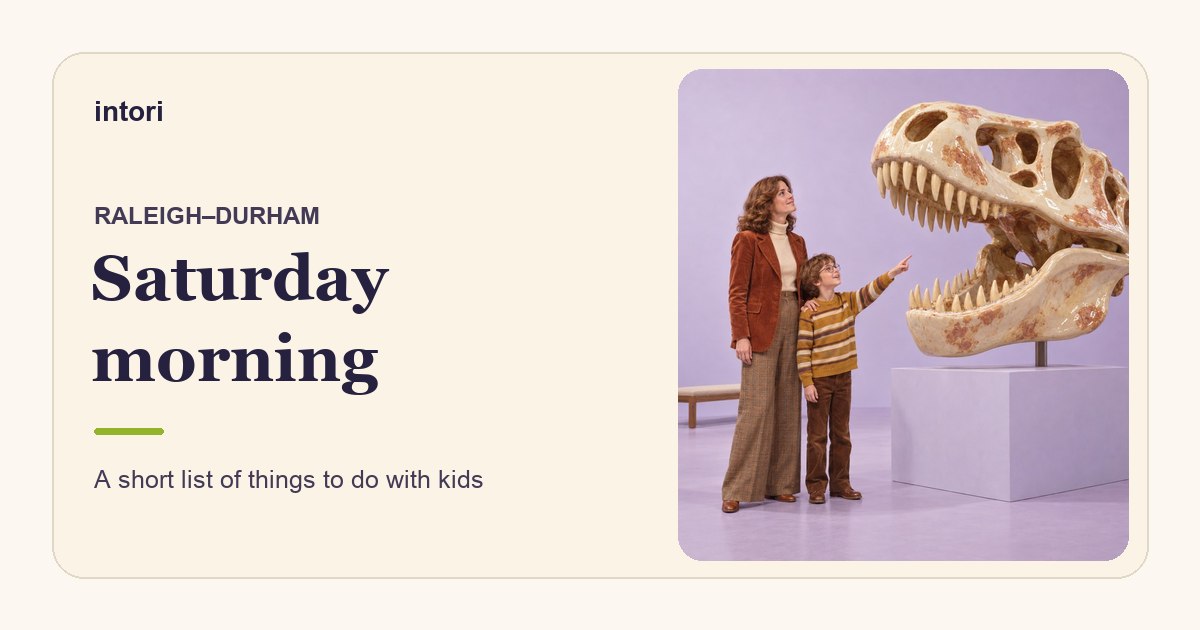 intori
RALEIGH–DURHAM
Saturday
morning
A short list of things to do with kids